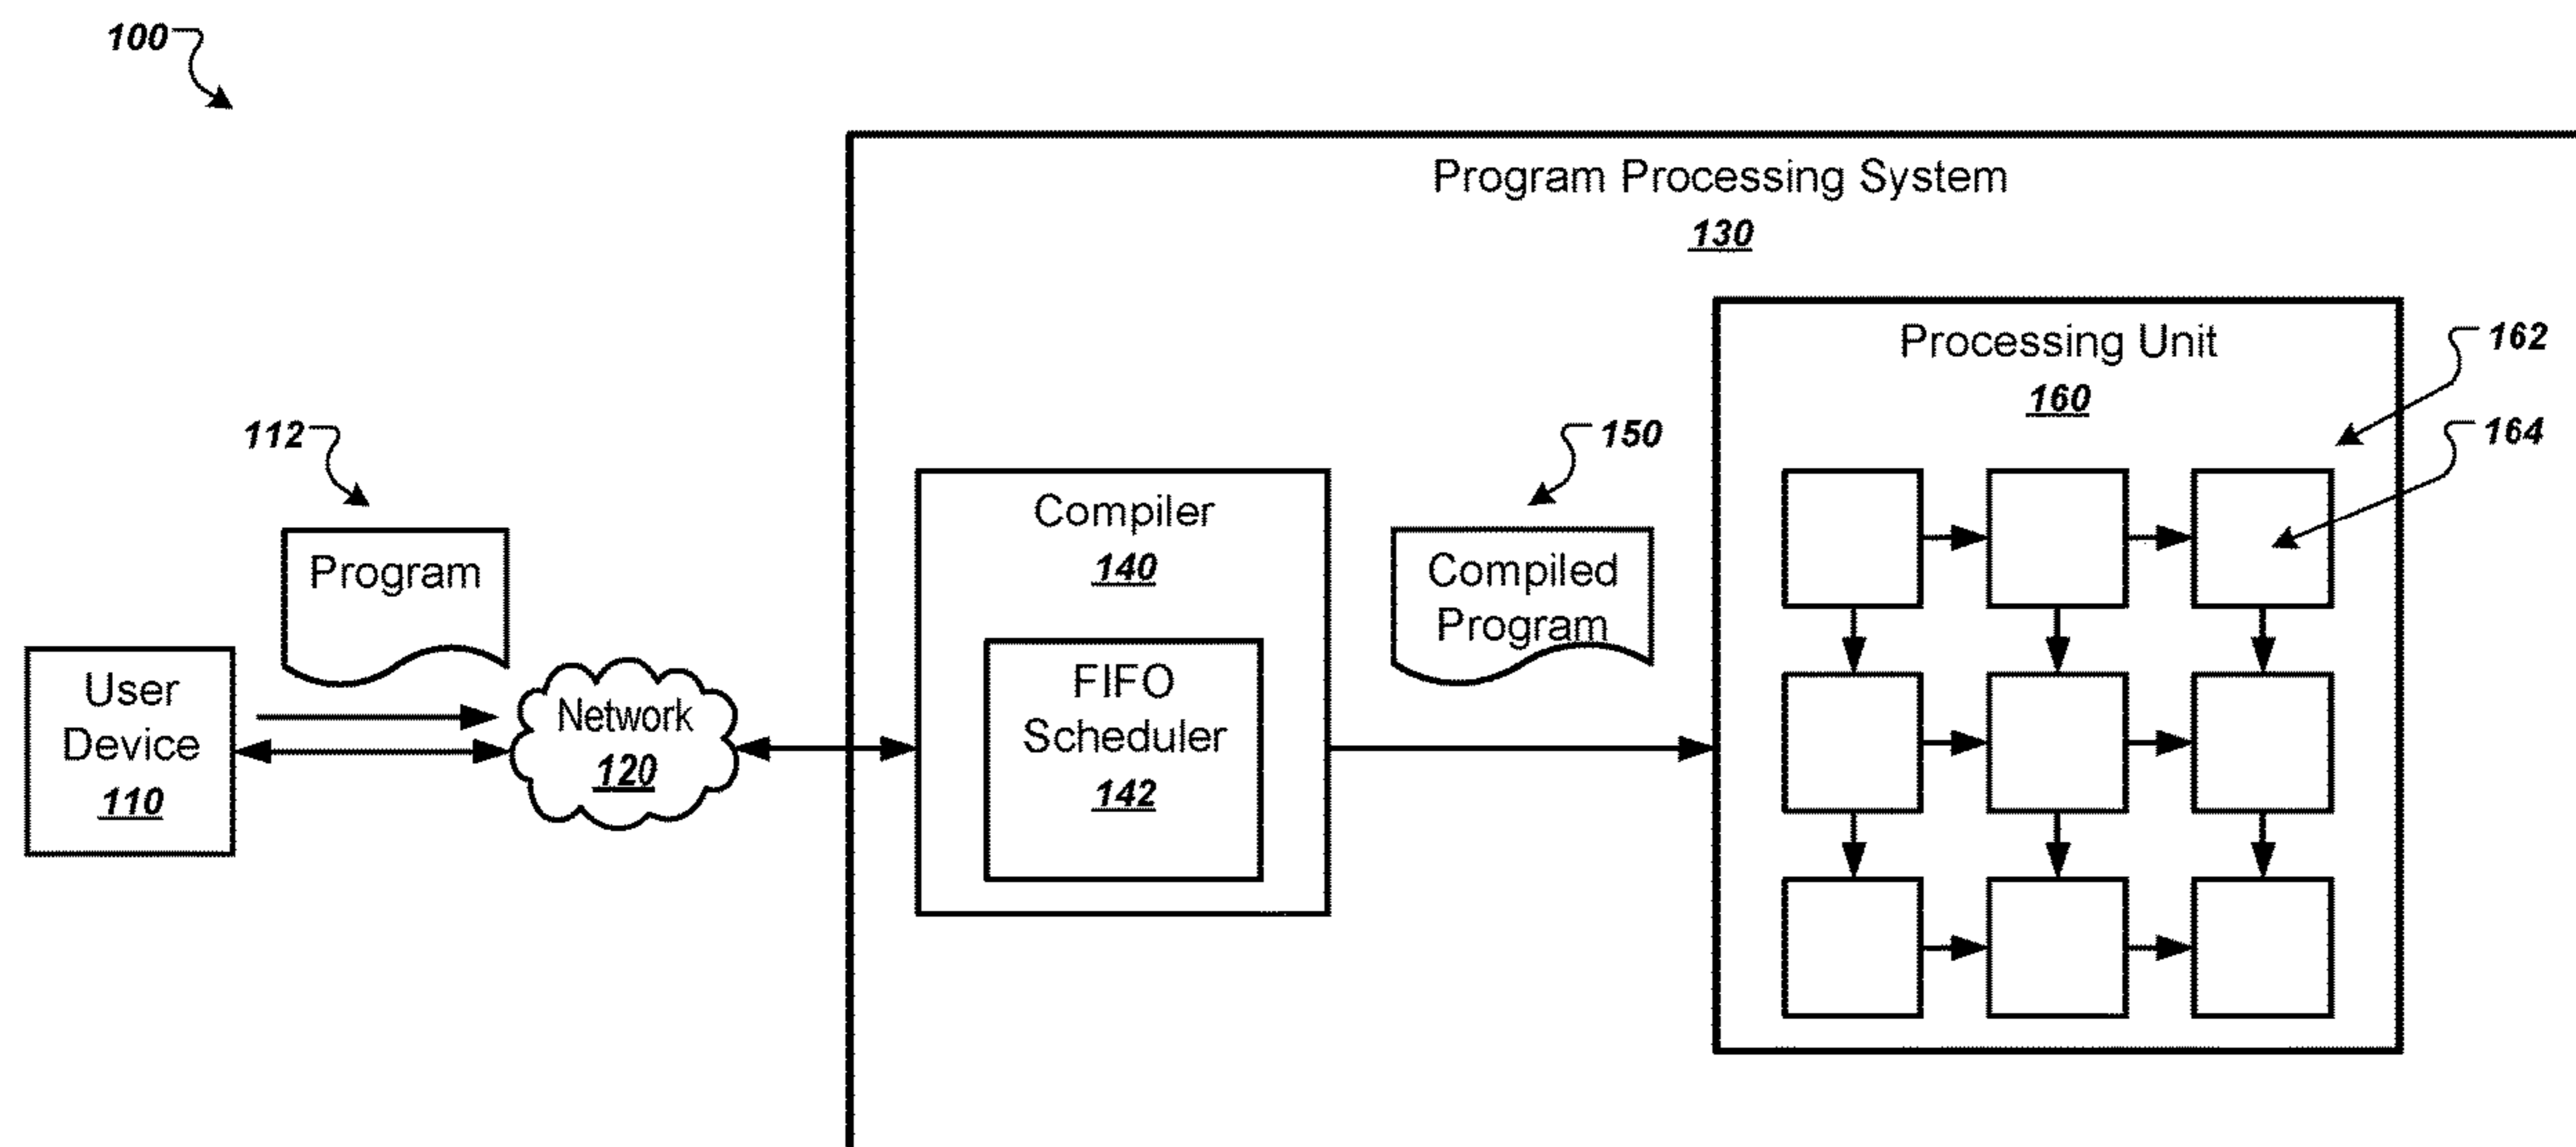 100
Program Processing System
130
Processing Unit
160
162
164
112
150
Program
Compiler
140
Compiled
Program
User
Device
110
Network
120
FIFO
Scheduler
142